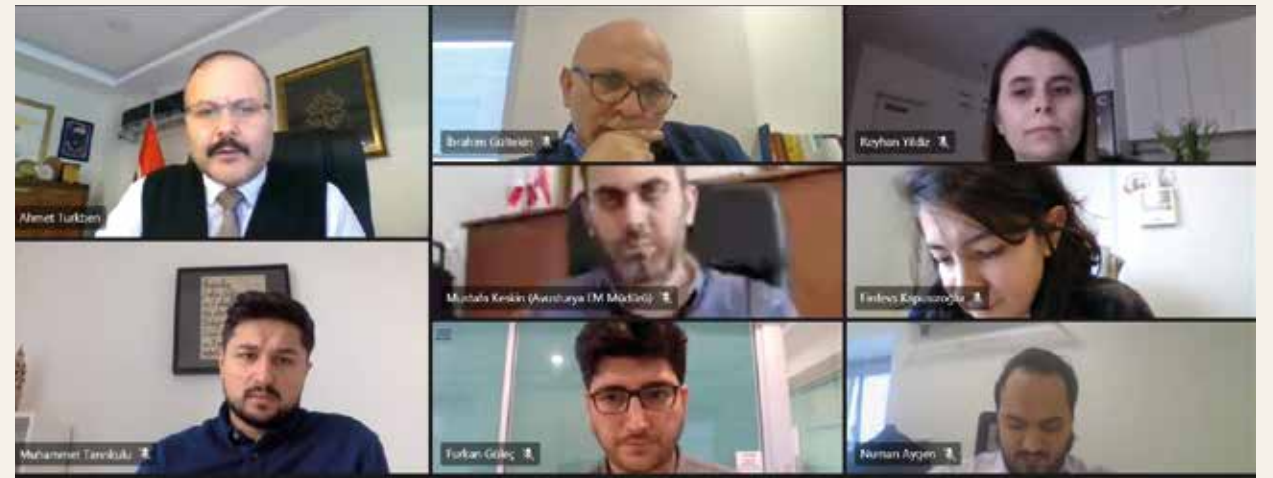 Ahmet Turkben
İbrahim Gültekin
Reyhan Yıldız
Mustafa Keskin (Avusturya EM Müdürü)
Firdevs Kapusızoğlu
Muhammet Tanrıkulu
Furkan Güleç
Numan Aygen